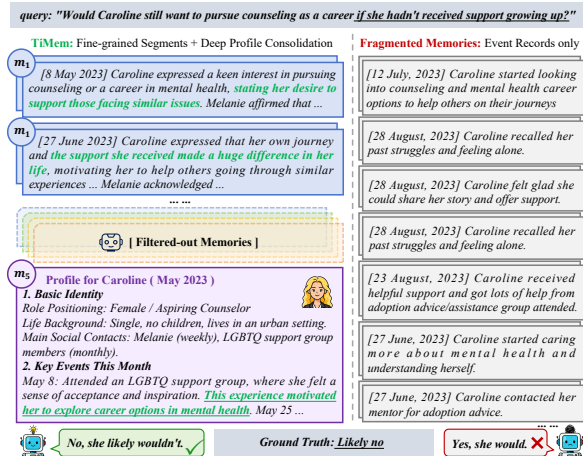 query: "Would Caroline still want to pursue counseling as a career if she hadn't received support growing up?"
TiMem: Fine-grained Segments + Deep Profile Consolidation
m1
[8 May 2023] Caroline expressed a keen interest in pursuing
counseling or a career in mental health, stating her desire to
support those facing similar issues. Melanie affirmed that ...
m1
[27 June 2023] Caroline expressed that her own journey
and the support she received made a huge difference in her
life, motivating her to help others going through similar
experiences ... Melanie acknowledged ...
... ...
[ Filtered-out Memories ]
m5
Profile for Caroline ( May 2023 )
1. Basic Identity
Role Positioning: Female / Aspiring Counselor
Life Background: Single, no children, lives in an urban setting.
Main Social Contacts: Melanie (weekly), LGBTQ support group
members (monthly).
2. Key Events This Month
May 8: Attended an LGBTQ support group, where she felt a
sense of acceptance and inspiration. This experience motivated
her to explore career options in mental health. May 25 ...
Fragmented Memories: Event Records only
[12 July, 2023] Caroline started looking
into counseling and mental health career
options to help others on their journeys
[28 August, 2023] Caroline recalled her
past struggles and feeling alone.
[28 August, 2023] Caroline felt glad she
could share her story and offer support.
[28 August, 2023] Caroline recalled her
past struggles and feeling alone.
[23 August, 2023] Caroline received
helpful support and got lots of help from
adoption advice/assistance group attended.
[27 June, 2023] Caroline started caring
more about mental health and
understanding herself.
[27 June, 2023] Caroline contacted her
mentor for adoption advice.
... ...
No, she likely wouldn't.
Ground Truth: Likely no
Yes, she would.